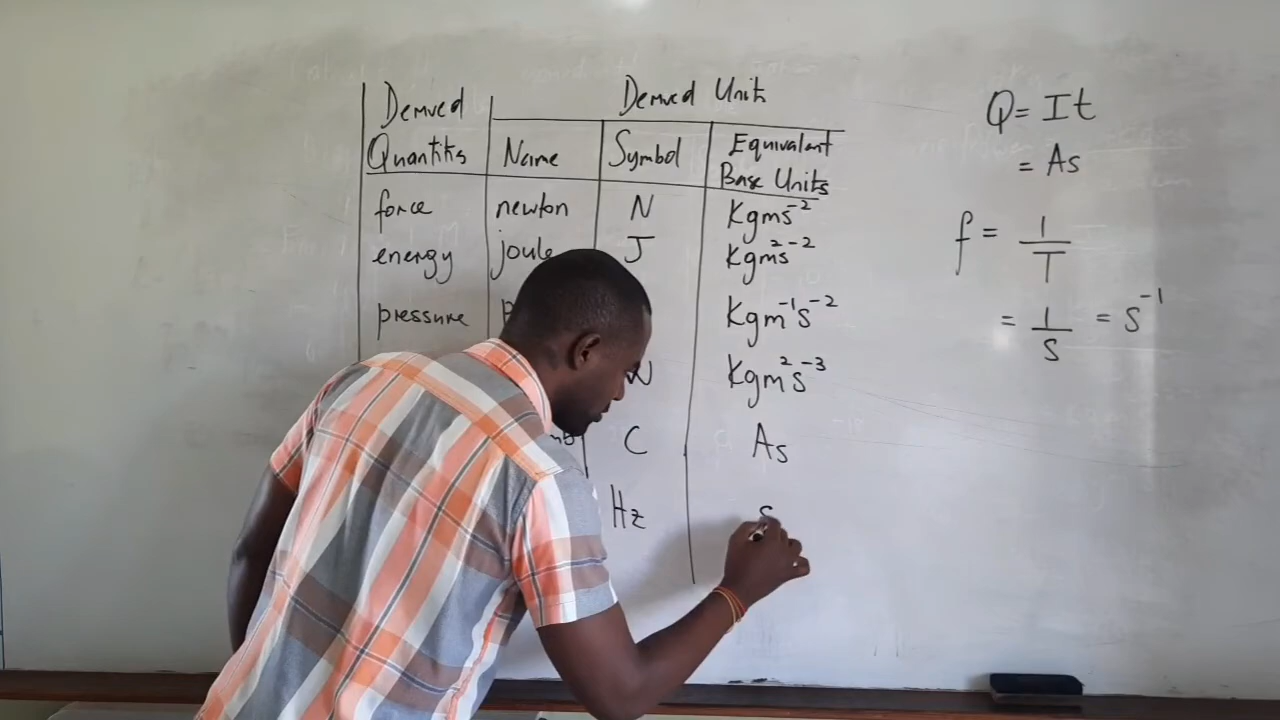 Derived Derived Units
Quantitis Name Symbol Equivalent
Base Units
force newton N Kgms⁻²
energy joule J Kgm²s⁻²
pressure Kgm⁻¹s⁻²
W Kgm²s⁻³
C As
Hz s
Q = It
= As
f = 1/T
= 1/s = s⁻¹